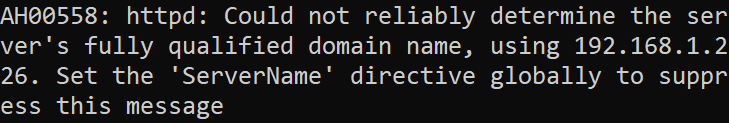 AH00558: httpd: Could not reliably determine the ser
ver's fully qualified domain name, using 192.168.1.2
26. Set the 'ServerName' directive globally to suppr
ess this message